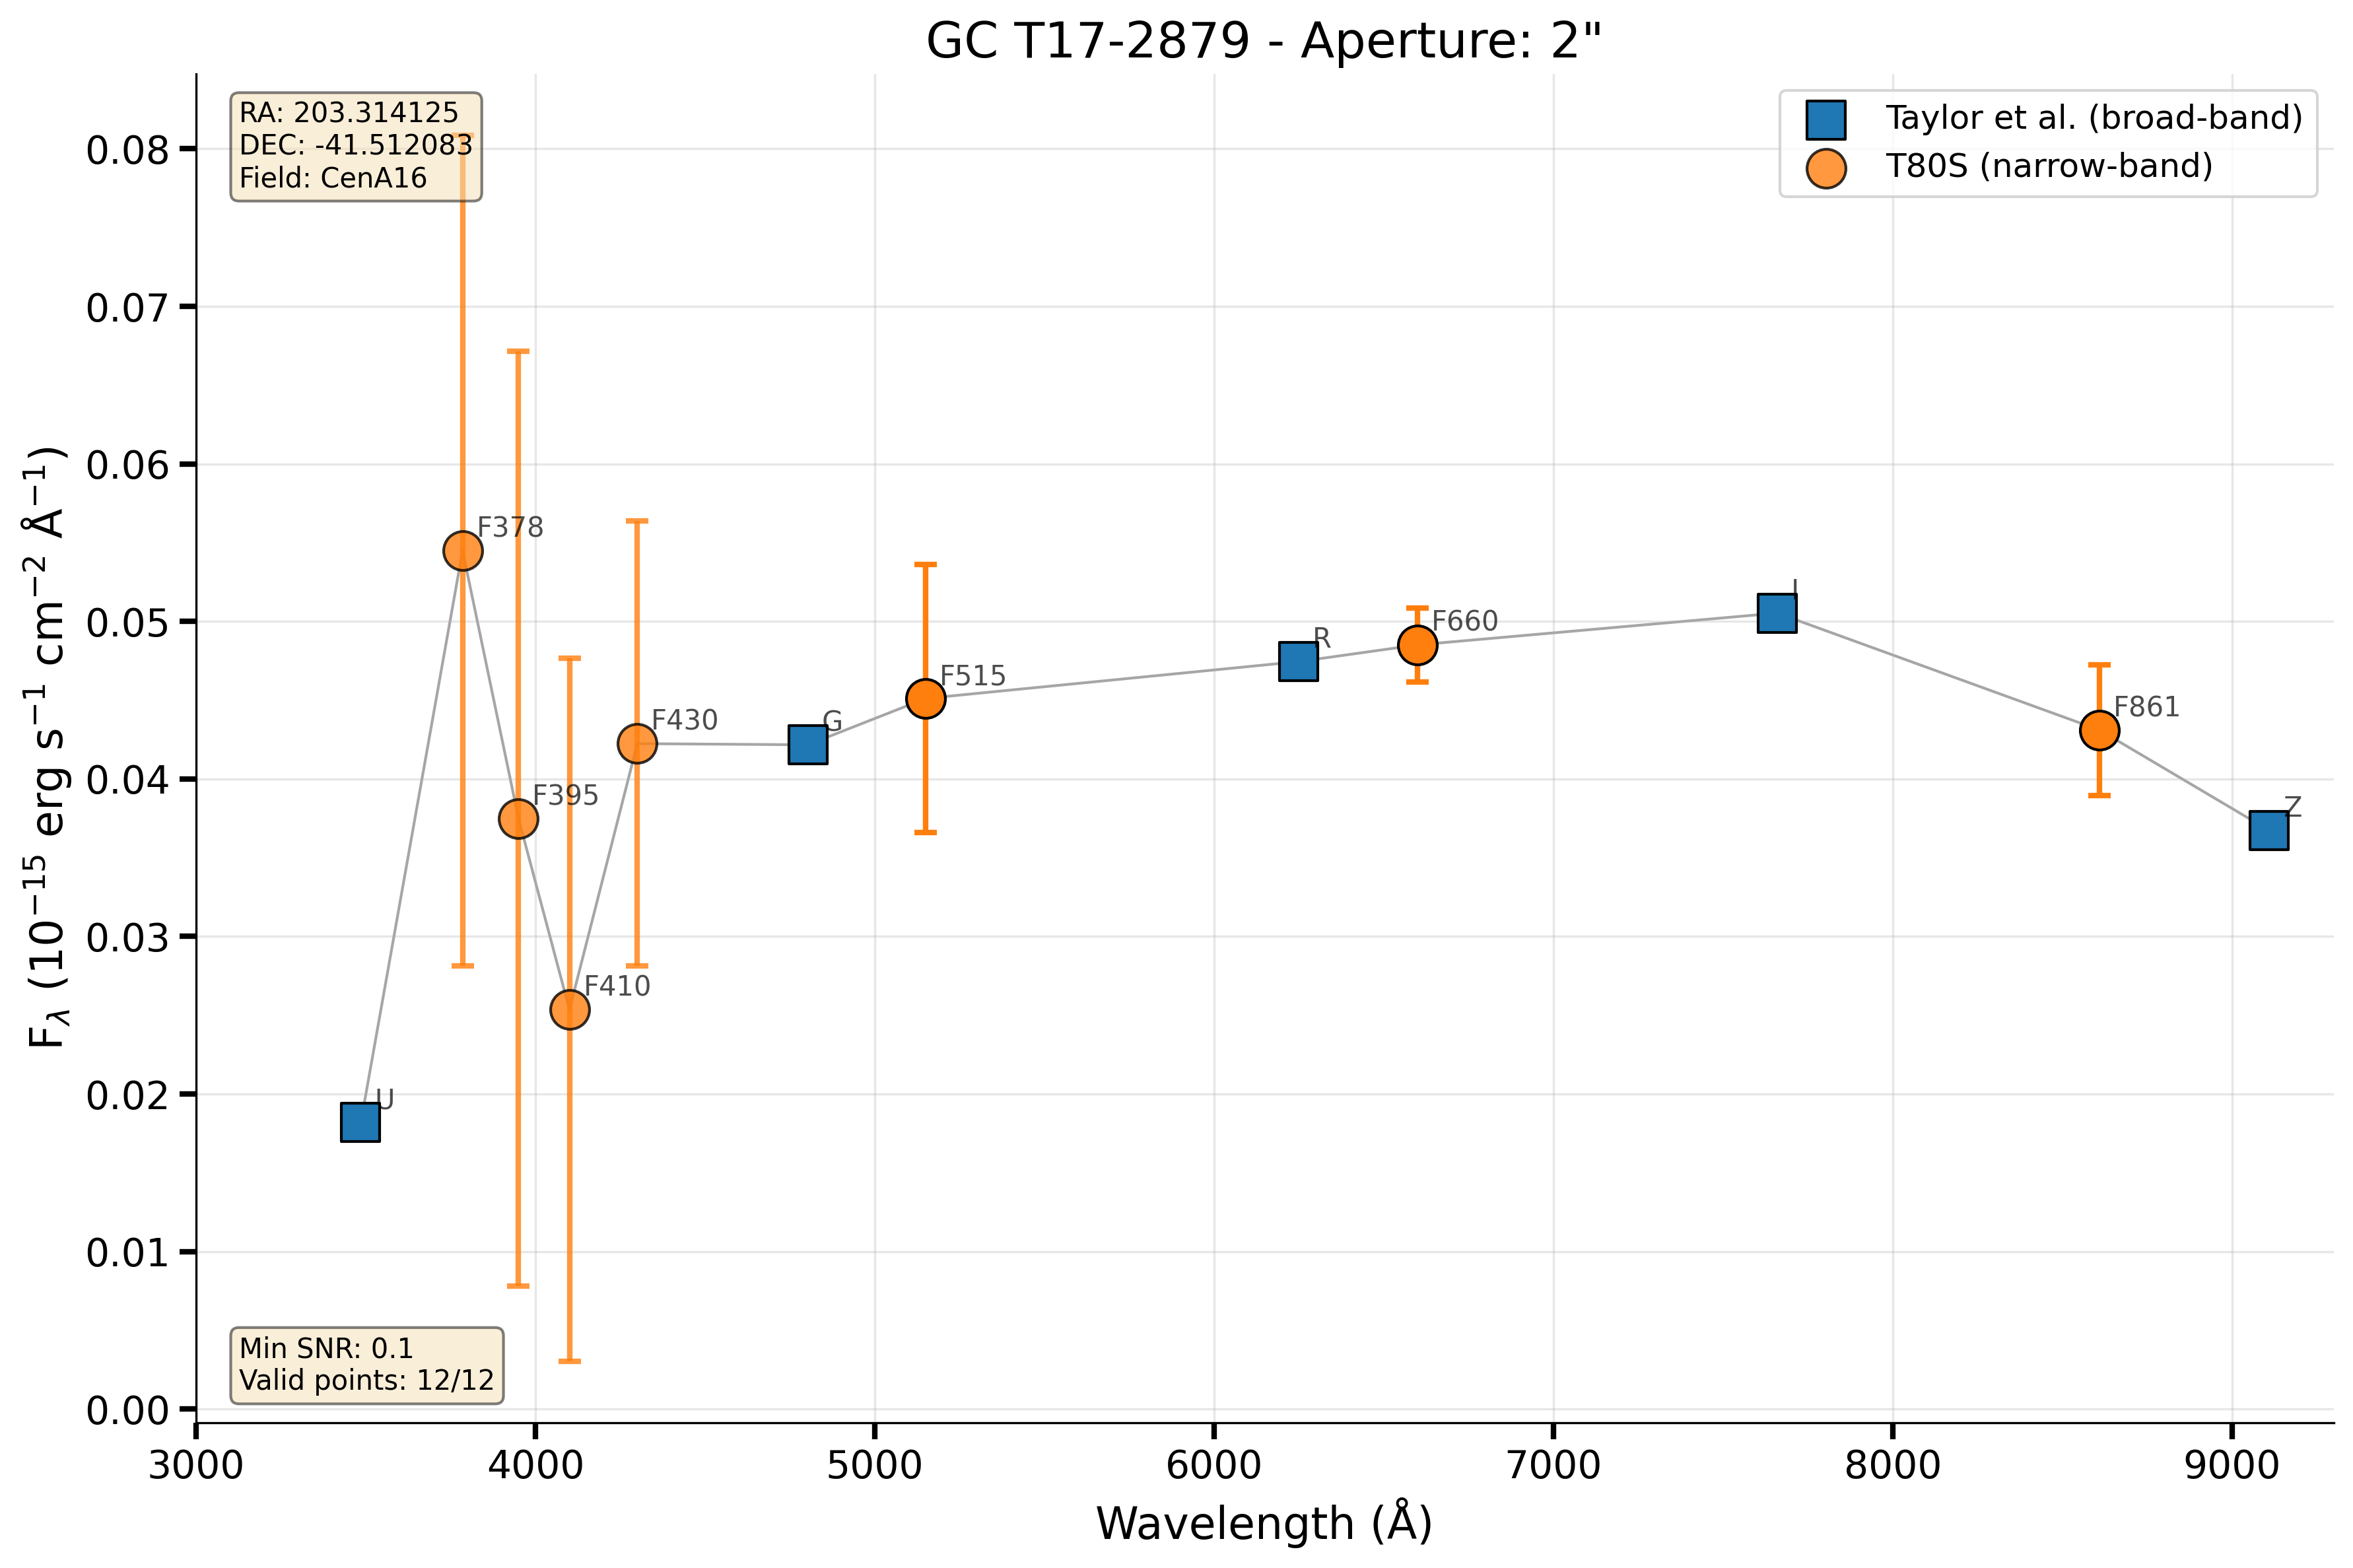 GC T17-2879 - Aperture: 2"
RA: 203.314125
DEC: -41.512083
Field: CenA16
Taylor et al. (broad-band)
T80S (narrow-band)
0.08
0.07
0.06
0.05
0.04
0.03
0.02
0.01
0.00
F_λ (10⁻¹⁵ erg s⁻¹ cm⁻² Å⁻¹)
U
F378
F395
F410
F430
G
F515
R
F660
I
F861
Z
Min SNR: 0.1
Valid points: 12/12
3000 4000 5000 6000 7000 8000 9000
Wavelength (Å)